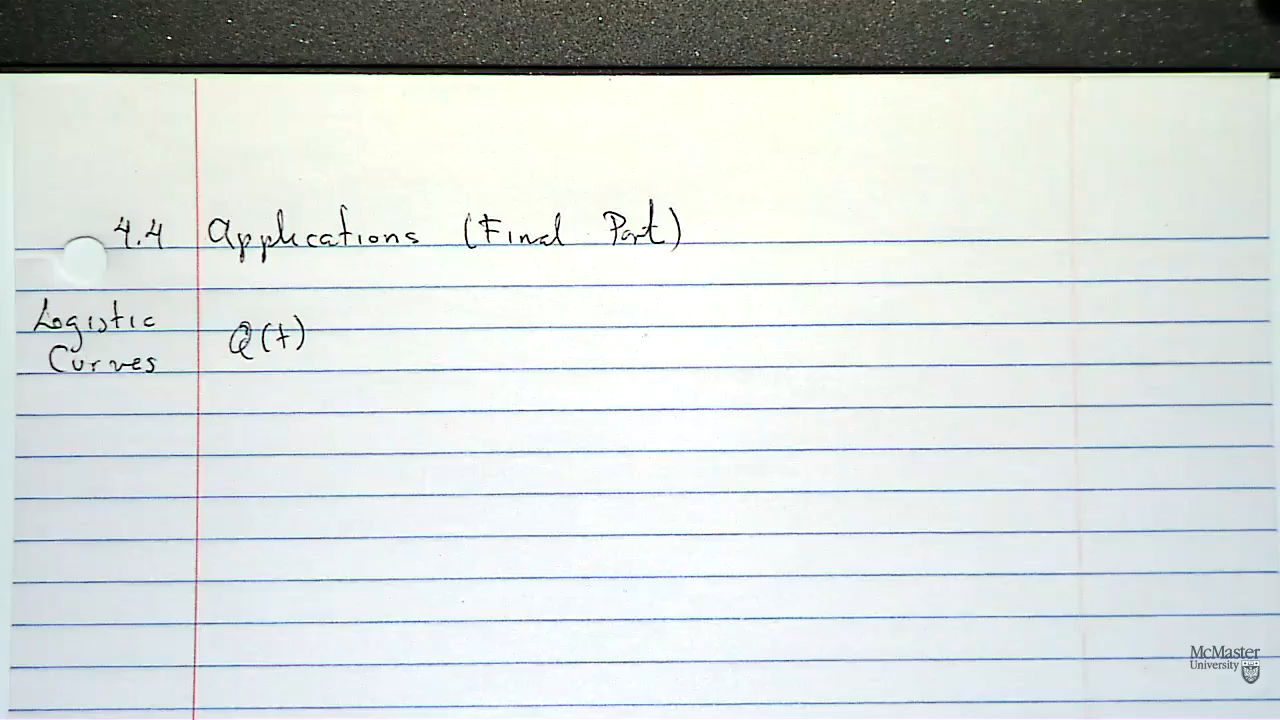 4.4 Applications (Final Part)
Logistic
Curves
Q(t)
McMaster
University